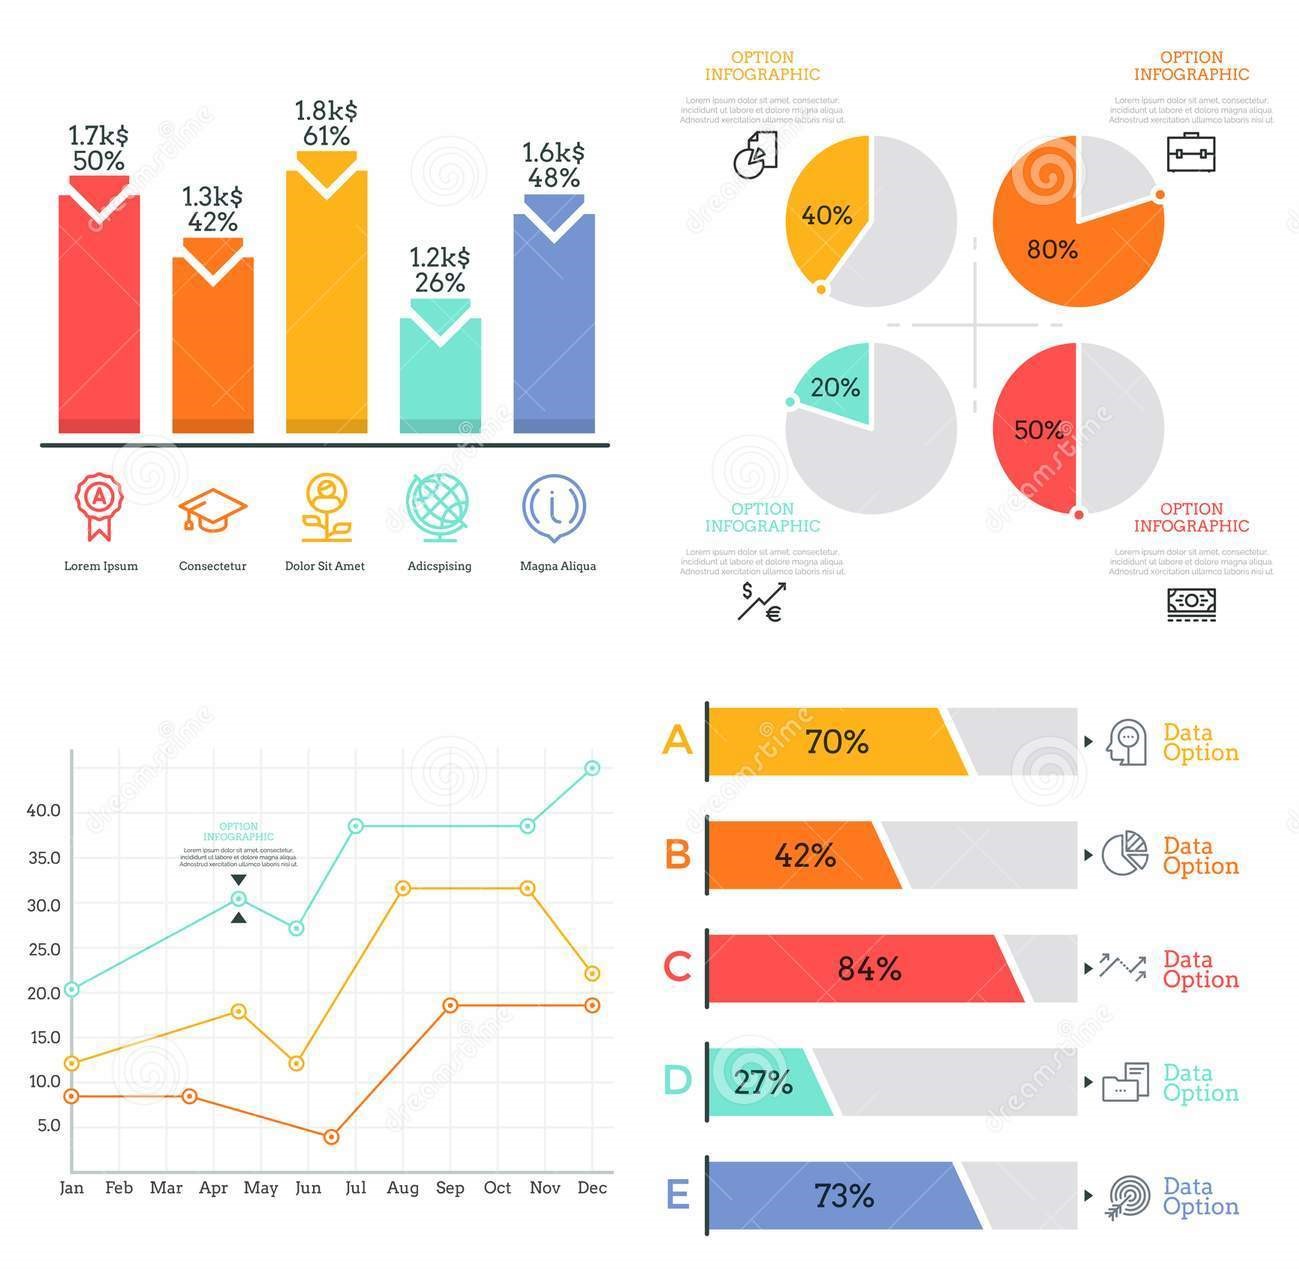 1.7k$
50%
1.3k$
42%
1.8k$
61%
1.2k$
26%
1.6k$
48%
A
i
Lorem Ipsum
Consectetur
Dolor Sit Amet
Adicspising
Magna Aliqua
OPTION
INFOGRAPHIC
Lorem ipsum dolor sit amet, consectetur,
incididunt ut labore et dolore magna aliqua.
Adnostrud xercitation ullamco laboris nisi ut.
40%
OPTION
INFOGRAPHIC
Lorem ipsum dolor sit amet, consectetur,
incididunt ut labore et dolore magna aliqua.
Adnostrud xercitation ullamco laboris nisi ut.
80%
20%
OPTION
INFOGRAPHIC
Lorem ipsum dolor sit amet, consectetur,
incididunt ut labore et dolore magna aliqua.
Adnostrud xercitation ullamco laboris nisi ut.
$
€
50%
OPTION
INFOGRAPHIC
Lorem ipsum dolor sit amet, consectetur,
incididunt ut labore et dolore magna aliqua.
Adnostrud xercitation ullamco laboris nisi ut.
40.0
35.0
30.0
25.0
20.0
15.0
10.0
5.0
OPTION
INFOGRAPHIC
Lorem ipsum dolor sit amet, consectetur,
incididunt ut labore et dolore magna aliqua.
Adnostrud xercitation ullamco laboris nisi ut.
Jan Feb Mar Apr May Jun Jul Aug Sep Oct Nov Dec
A
70%
Data
Option
B
42%
Data
Option
C
84%
Data
Option
D
27%
Data
Option
E
73%
Data
Option
dreamstime